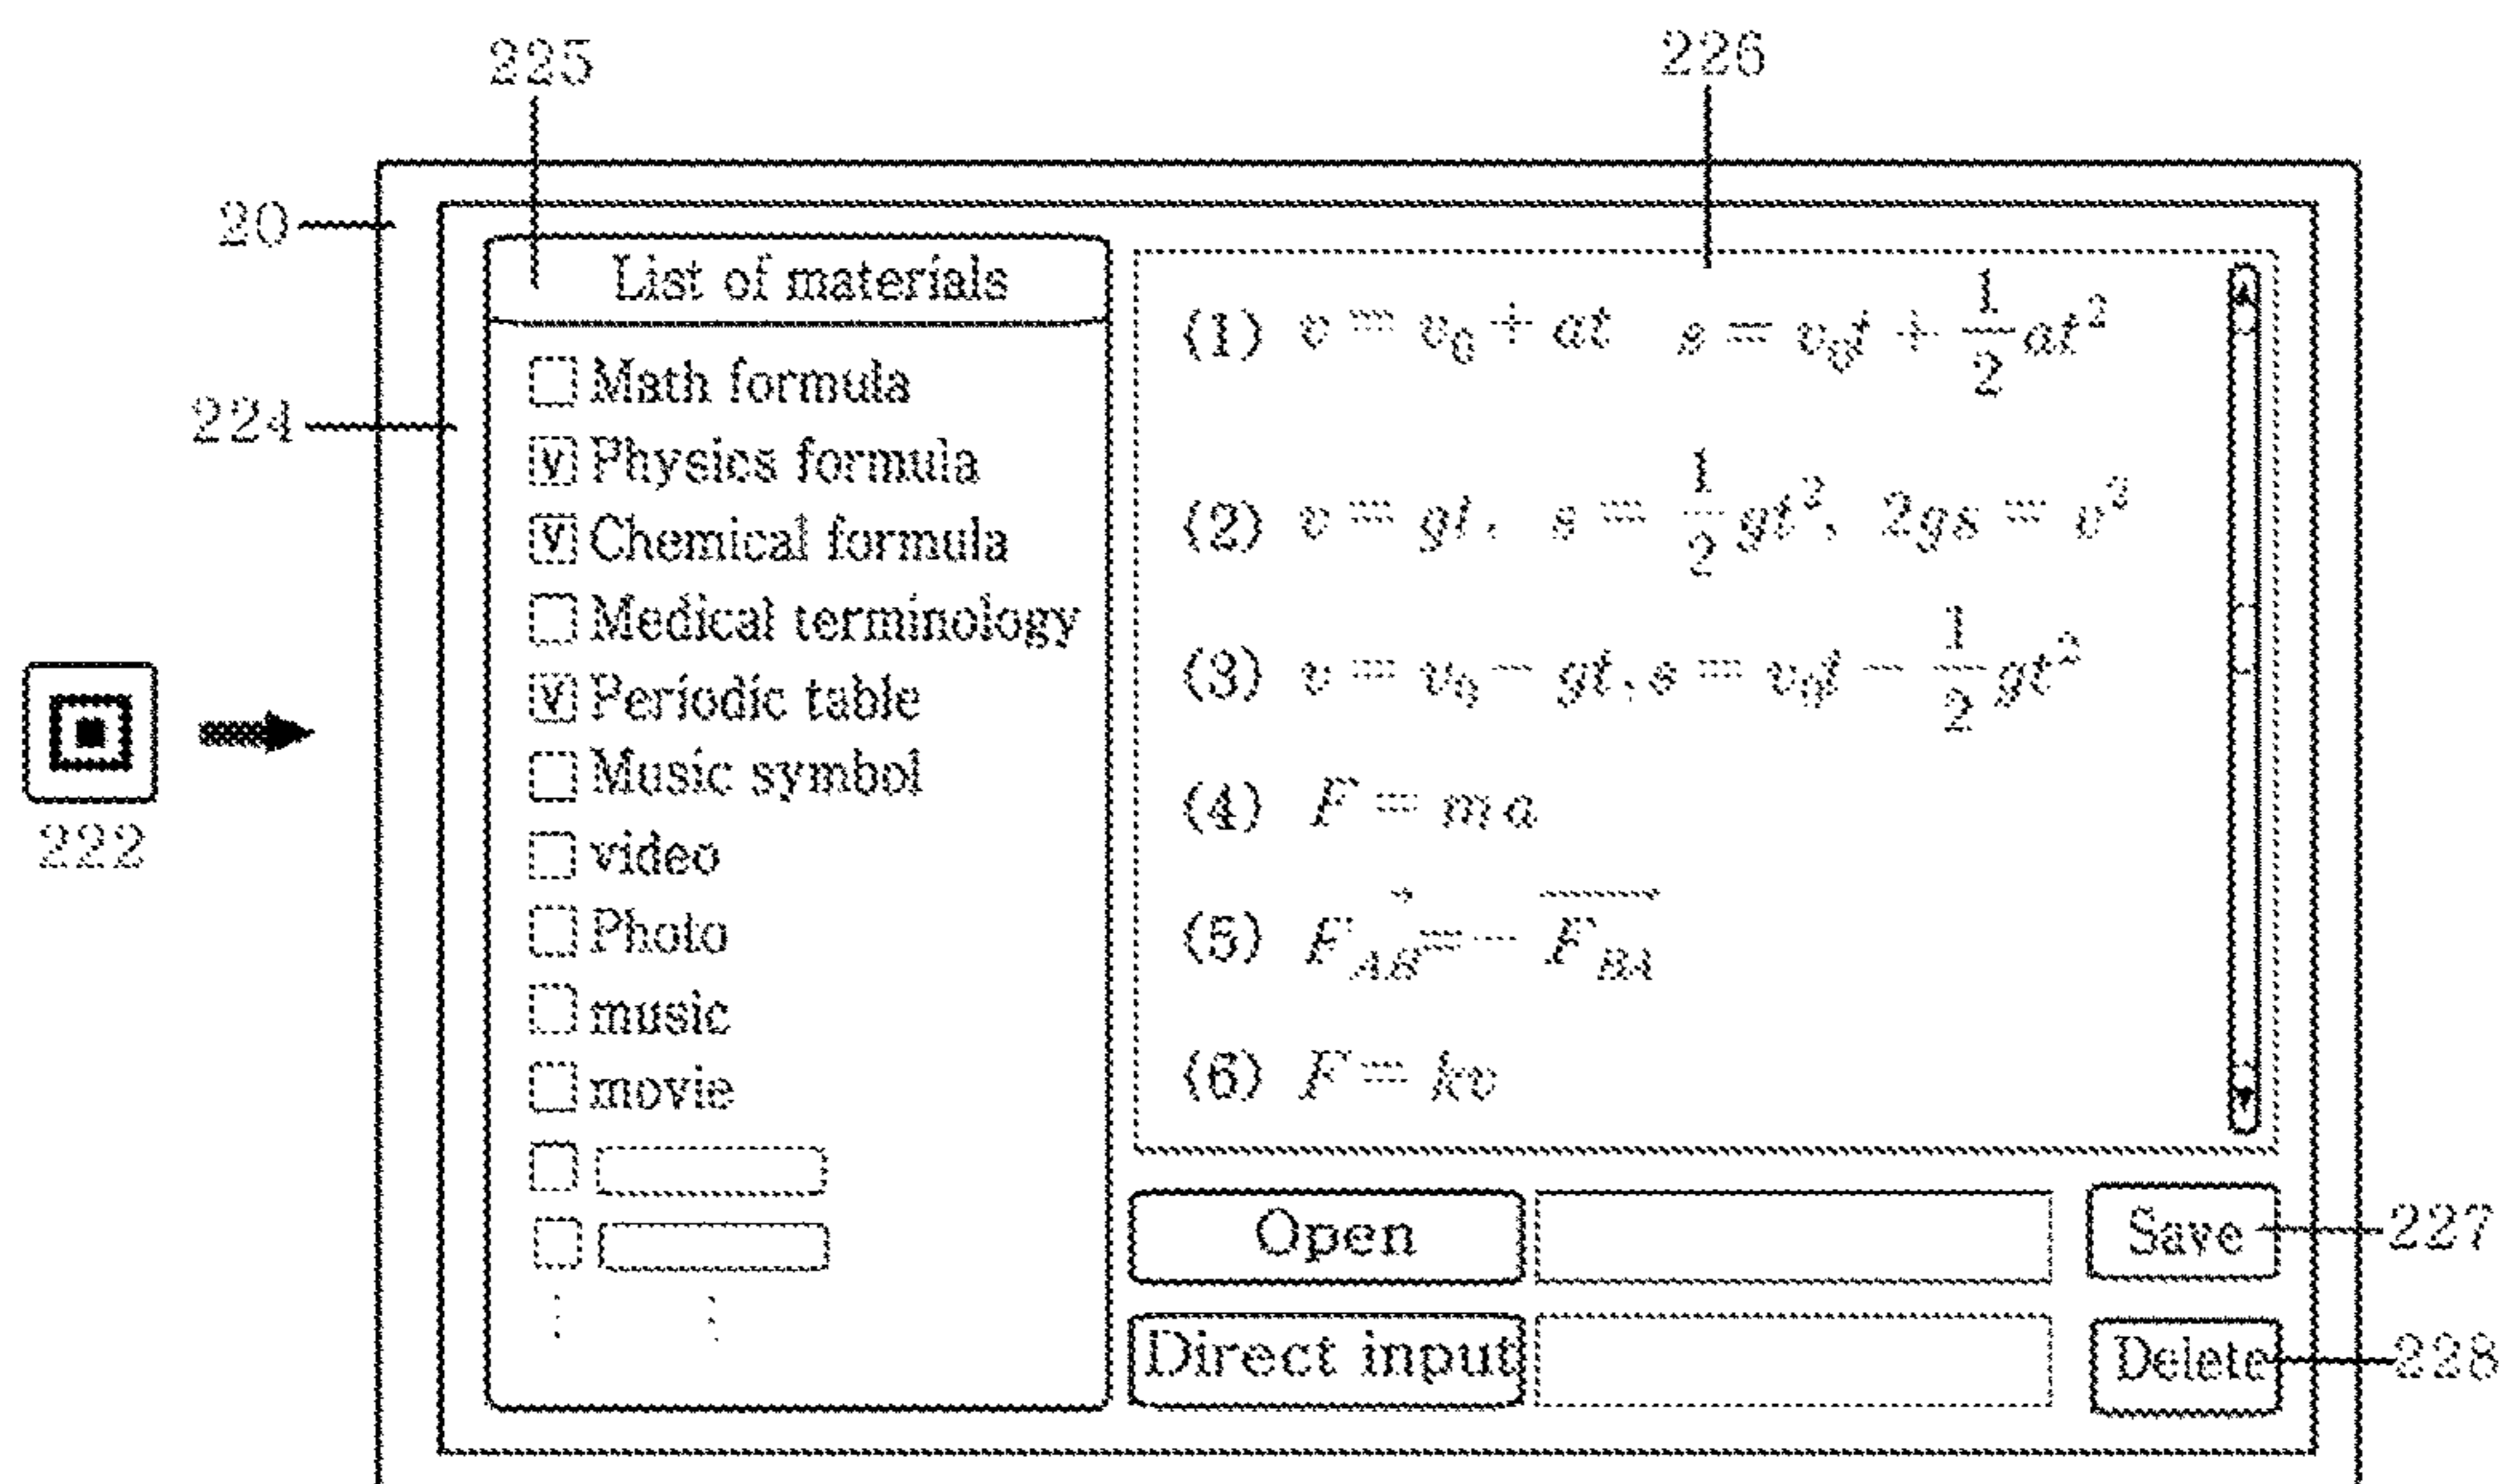 225
226
20
List of materials
224
Math formula
v Physics formula
v Chemical formula
Medical terminology
v Periodic table
Music symbol
video
Photo
music
movie
222
(1) v = v₀ + at   s = v₀t + 1/2 at²
(2) v = gt, s = 1/2 gt², 2gs = v²
(3) v = v₀ − gt, s = v₀t − 1/2 gt²
(4) F = ma
(5) F_AB = − F_BA
(6) F = kv
Open
Save
227
Direct input
Delete
228